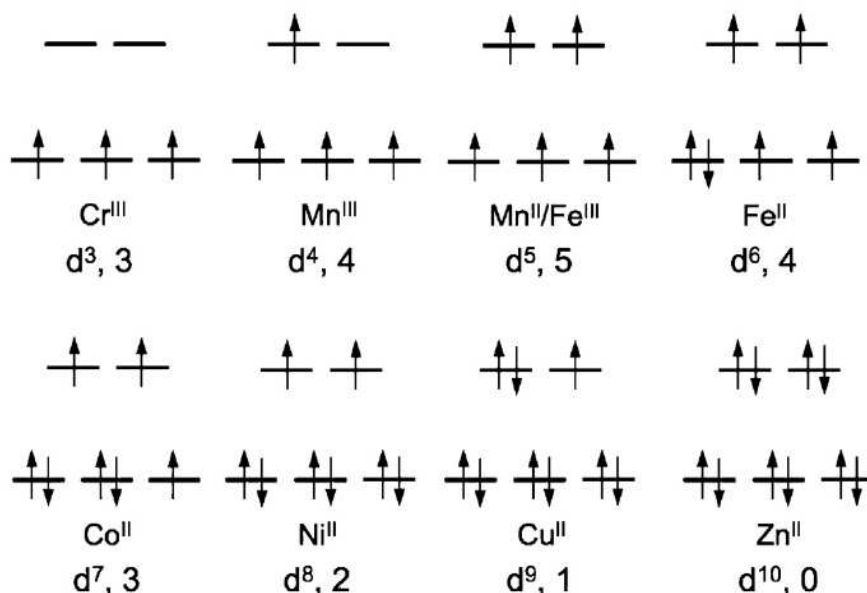 Cr^III Mn^III Mn^II/Fe^III Fe^II
d³, 3 d⁴, 4 d⁵, 5 d⁶, 4
Co^II Ni^II Cu^II Zn^II
d⁷, 3 d⁸, 2 d⁹, 1 d¹⁰, 0